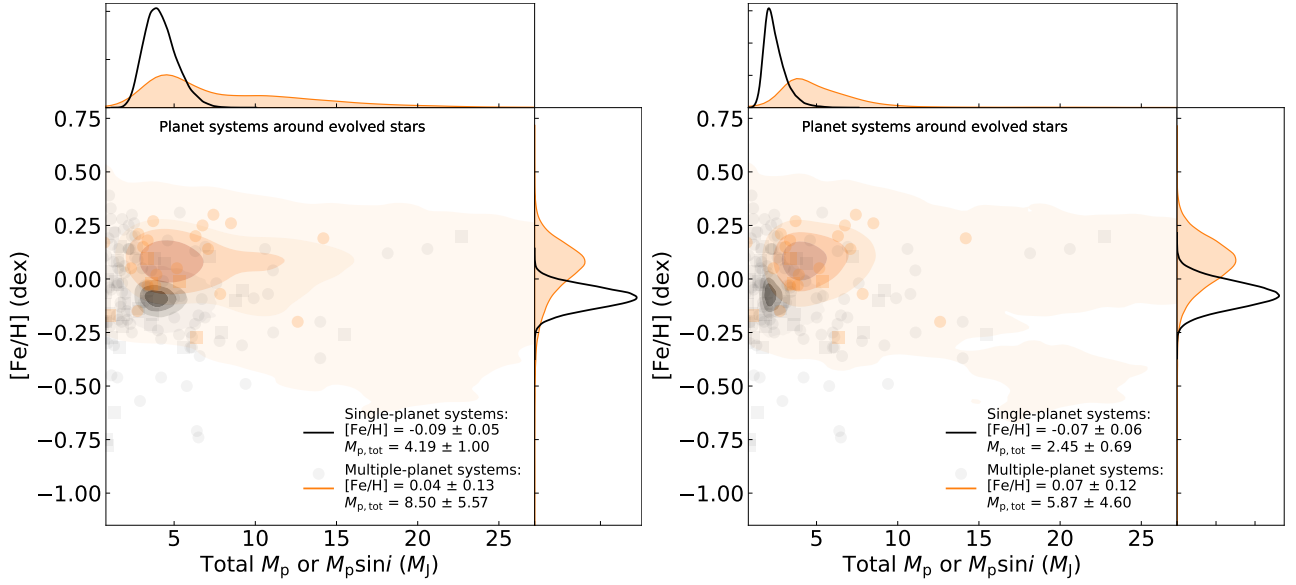 Planet systems around evolved stars
0.75
0.50
0.25
0.00
−0.25
−0.50
−0.75
−1.00
[Fe/H] (dex)
Single-planet systems:
[Fe/H] = -0.09 ± 0.05
Mp, tot = 4.19 ± 1.00
Multiple-planet systems:
[Fe/H] = 0.04 ± 0.13
Mp, tot = 8.50 ± 5.57
5 10 15 20 25
Total Mp or Mpsini (MJ)
Planet systems around evolved stars
0.75
0.50
0.25
0.00
−0.25
−0.50
−0.75
−1.00
[Fe/H] (dex)
Single-planet systems:
[Fe/H] = -0.07 ± 0.06
Mp, tot = 2.45 ± 0.69
Multiple-planet systems:
[Fe/H] = 0.07 ± 0.12
Mp, tot = 5.87 ± 4.60
5 10 15 20 25
Total Mp or Mpsini (MJ)